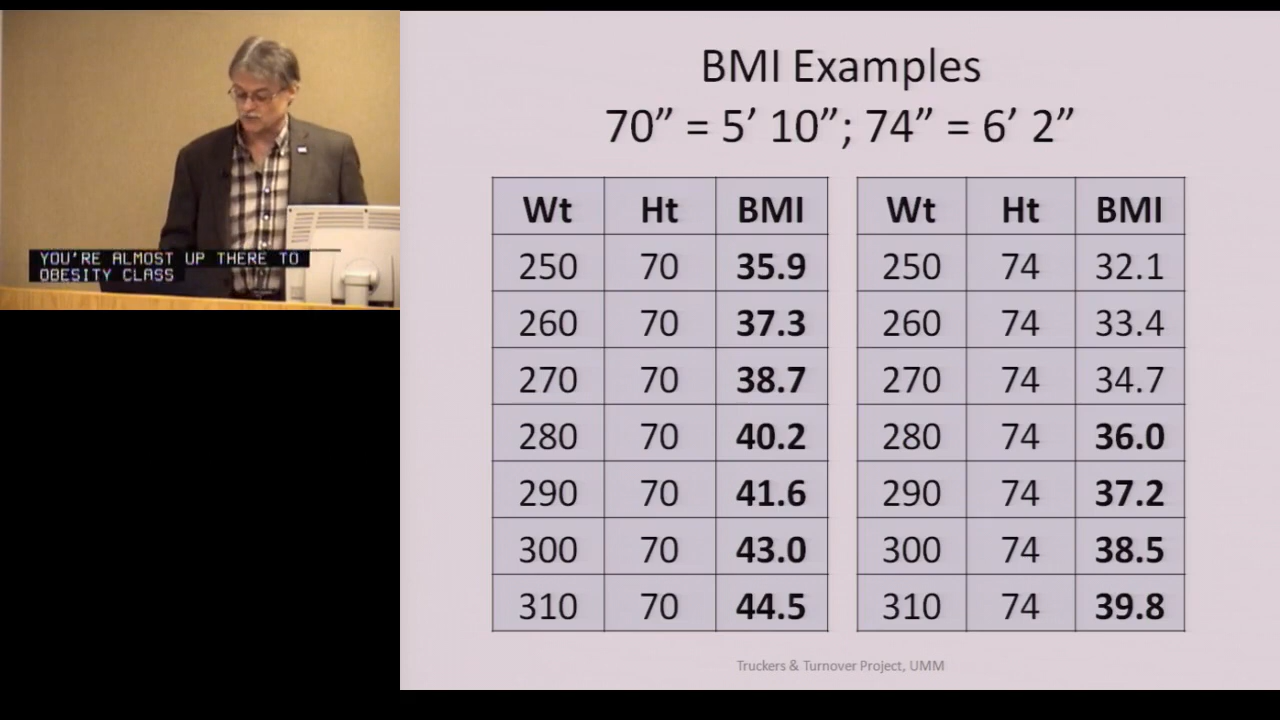 BMI Examples
70” = 5’ 10”; 74” = 6’ 2”
Wt Ht BMI Wt Ht BMI
250 70 35.9 250 74 32.1
260 70 37.3 260 74 33.4
270 70 38.7 270 74 34.7
280 70 40.2 280 74 36.0
290 70 41.6 290 74 37.2
300 70 43.0 300 74 38.5
310 70 44.5 310 74 39.8
Truckers & Turnover Project, UMM
YOU'RE ALMOST UP THERE TO
OBESITY CLASS